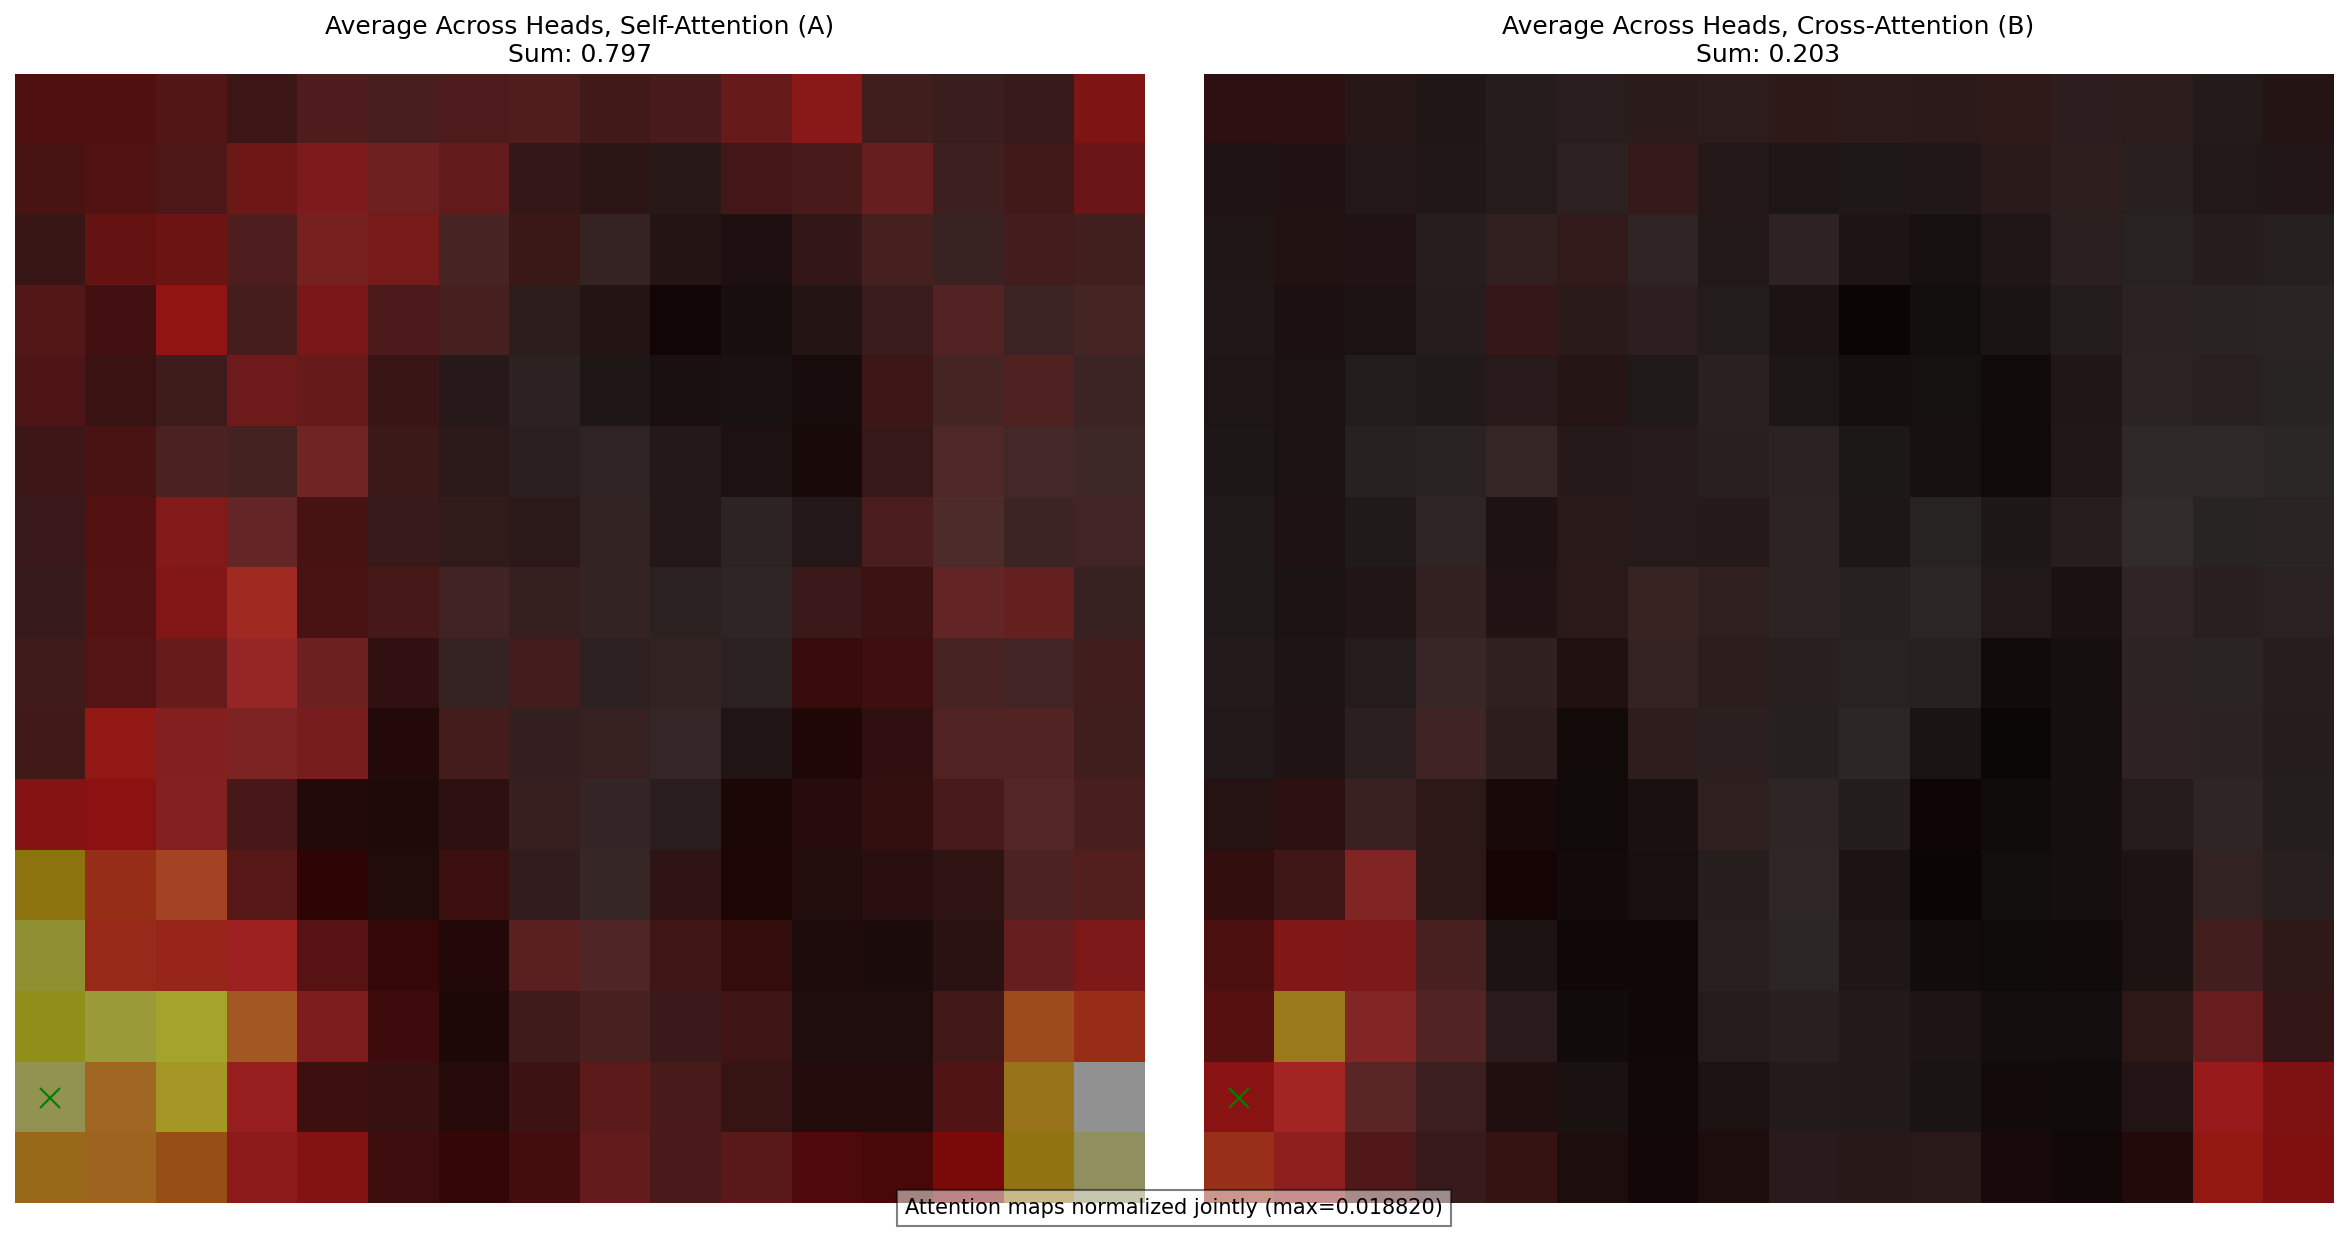 Average Across Heads, Self-Attention (A)
Sum: 0.797
Average Across Heads, Cross-Attention (B)
Sum: 0.203
Attention maps normalized jointly (max=0.018820)